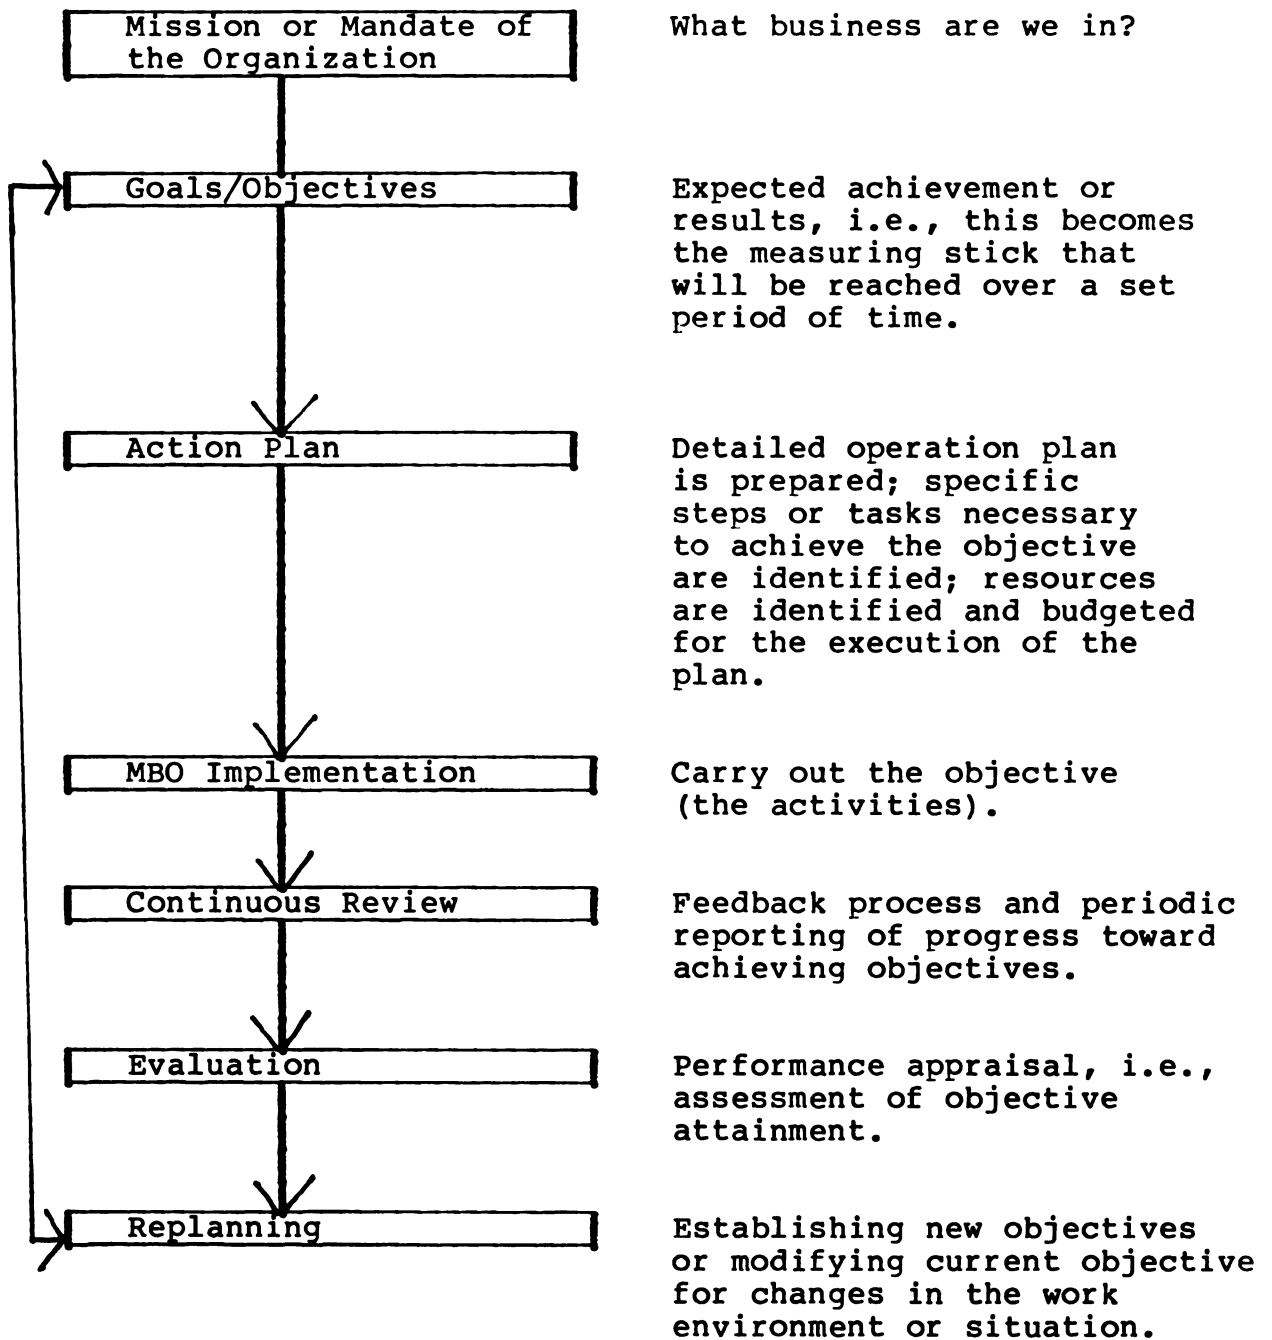 Mission or Mandate of
the Organization
What business are we in?
Goals/Objectives
Expected achievement or
results, i.e., this becomes
the measuring stick that
will be reached over a set
period of time.
Action Plan
Detailed operation plan
is prepared; specific
steps or tasks necessary
to achieve the objective
are identified; resources
are identified and budgeted
for the execution of the
plan.
MBO Implementation
Carry out the objective
(the activities).
Continuous Review
Feedback process and periodic
reporting of progress toward
achieving objectives.
Evaluation
Performance appraisal, i.e.,
assessment of objective
attainment.
Replanning
Establishing new objectives
or modifying current objective
for changes in the work
environment or situation.